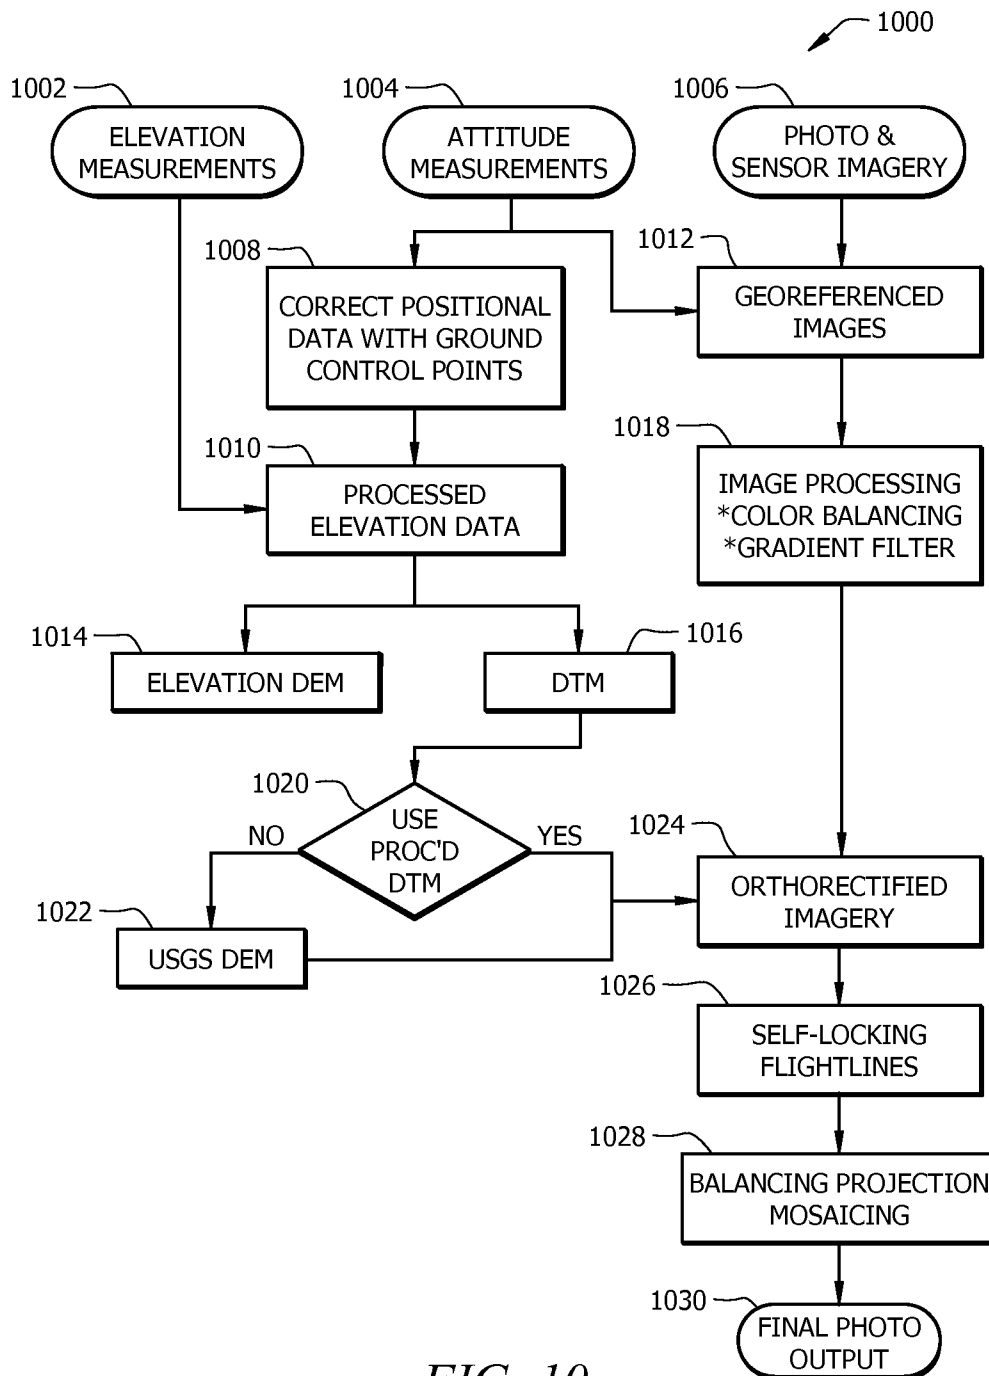 1000
1002
1004
1006
ELEVATION
MEASUREMENTS
ATTITUDE
MEASUREMENTS
PHOTO &
SENSOR IMAGERY
1008
CORRECT POSITIONAL
DATA WITH GROUND
CONTROL POINTS
1012
GEOREFERENCED
IMAGES
1010
PROCESSED
ELEVATION DATA
1018
IMAGE PROCESSING
*COLOR BALANCING
*GRADIENT FILTER
1014
ELEVATION DEM
1016
DTM
1020
USE
PROC'D
DTM
NO
YES
1022
USGS DEM
1024
ORTHORECTIFIED
IMAGERY
1026
SELF-LOCKING
FLIGHTLINES
1028
BALANCING PROJECTION
MOSAICING
1030
FINAL PHOTO
OUTPUT
FIG. 10